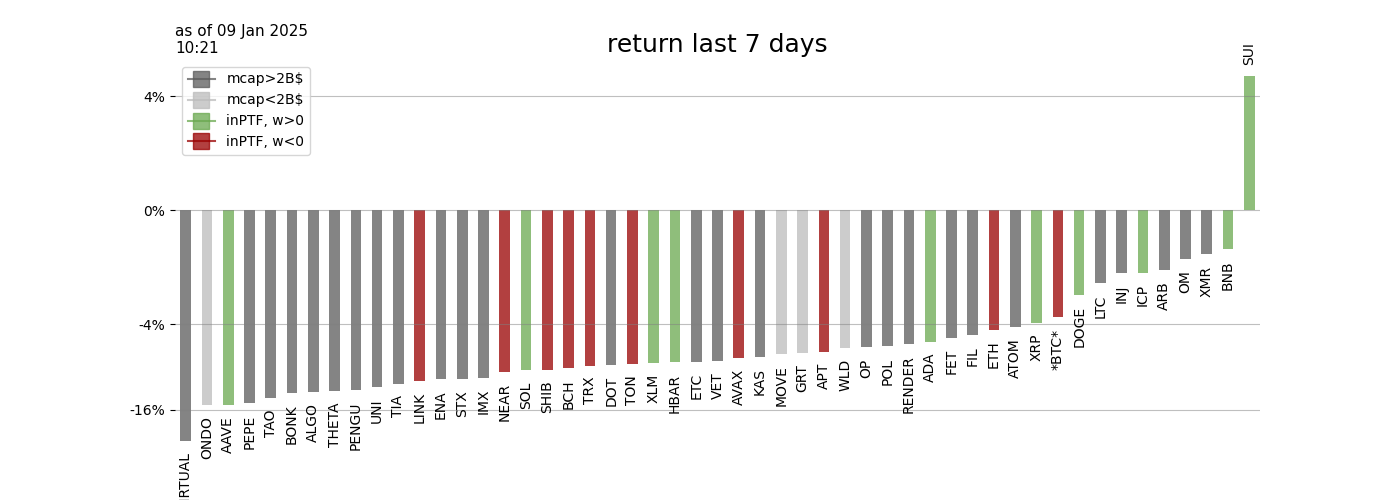 as of 09 Jan 2025
10:21
return last 7 days
mcap>2B$
mcap<2B$
inPTF, w>0
inPTF, w<0
4%
0%
-4%
-16%
RTUAL
ONDO
AAVE
PEPE
TAO
BONK
ALGO
THETA
PENGU
UNI
TIA
LINK
ENA
STX
IMX
NEAR
SOL
SHIB
BCH
TRX
DOT
TON
XLM
HBAR
ETC
VET
AVAX
KAS
MOVE
GRT
APT
WLD
OP
POL
RENDER
ADA
FET
FIL
ETH
ATOM
XRP
*BTC*
DOGE
LTC
INJ
ICP
ARB
OM
XMR
BNB
SUI